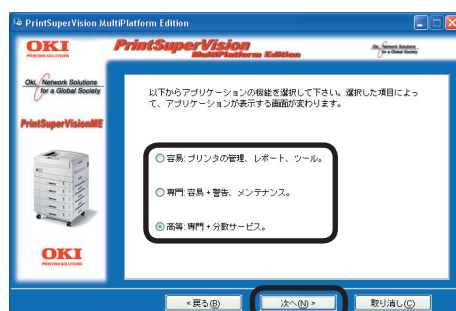 PrintSuperVision MultiPlatform Edition
OKI
PRINTING SOLUTIONS
PrintSuperVision
MultiPlatform Edition
Oki, Network Solutions
for a Global Society
Oki, Network Solutions
for a Global Society
PrintSuperVisionME
OKI
PRINTING SOLUTIONS
以下からアプリケーションの機能を選択して下さい。選択した項目によっ
て、アプリケーションが表示する画面が変わります。
容易: プリンタの管理、レポート、ツール。
専門: 容易 + 警告、メンテナンス。
高等: 専門 + 分散サービス。
< 戻る(B)
次へ(N) >
取り消し(C)